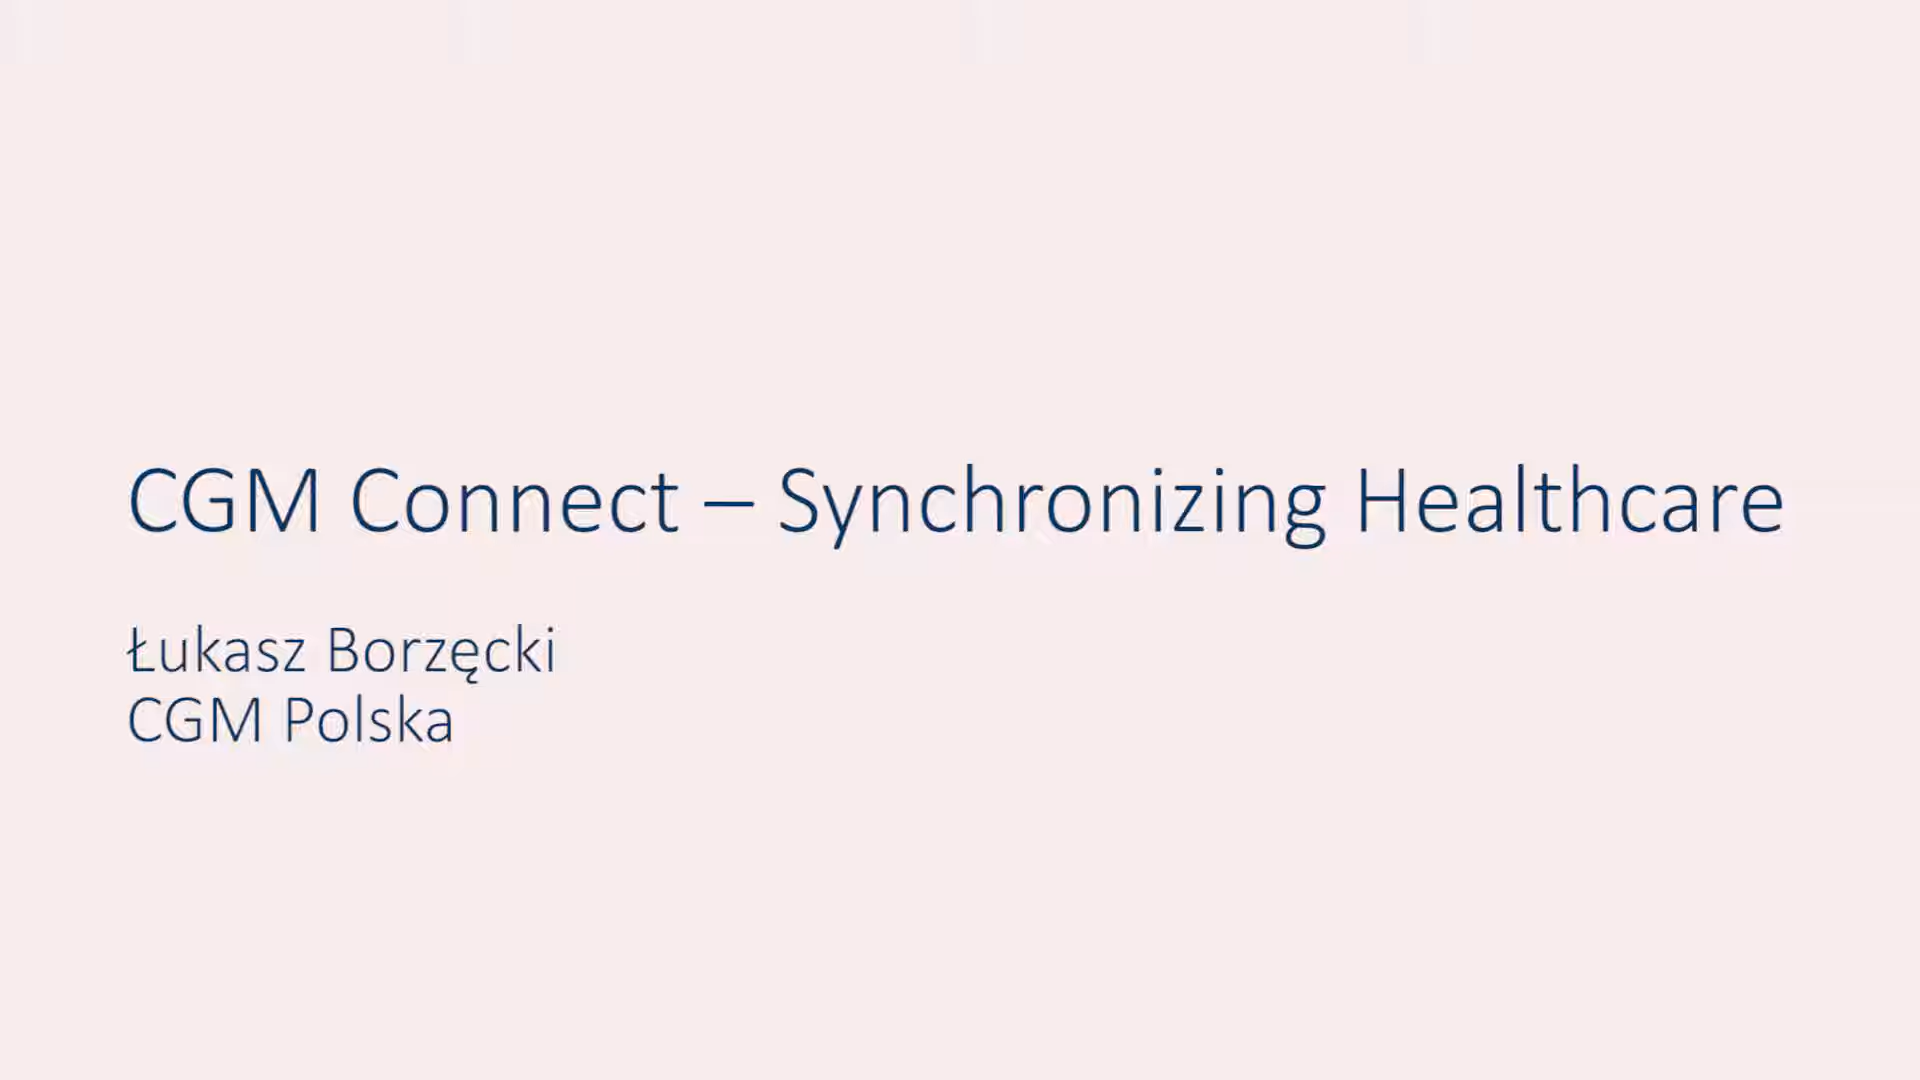 CGM Connect – Synchronizing Healthcare
Łukasz Borzęcki
CGM Polska